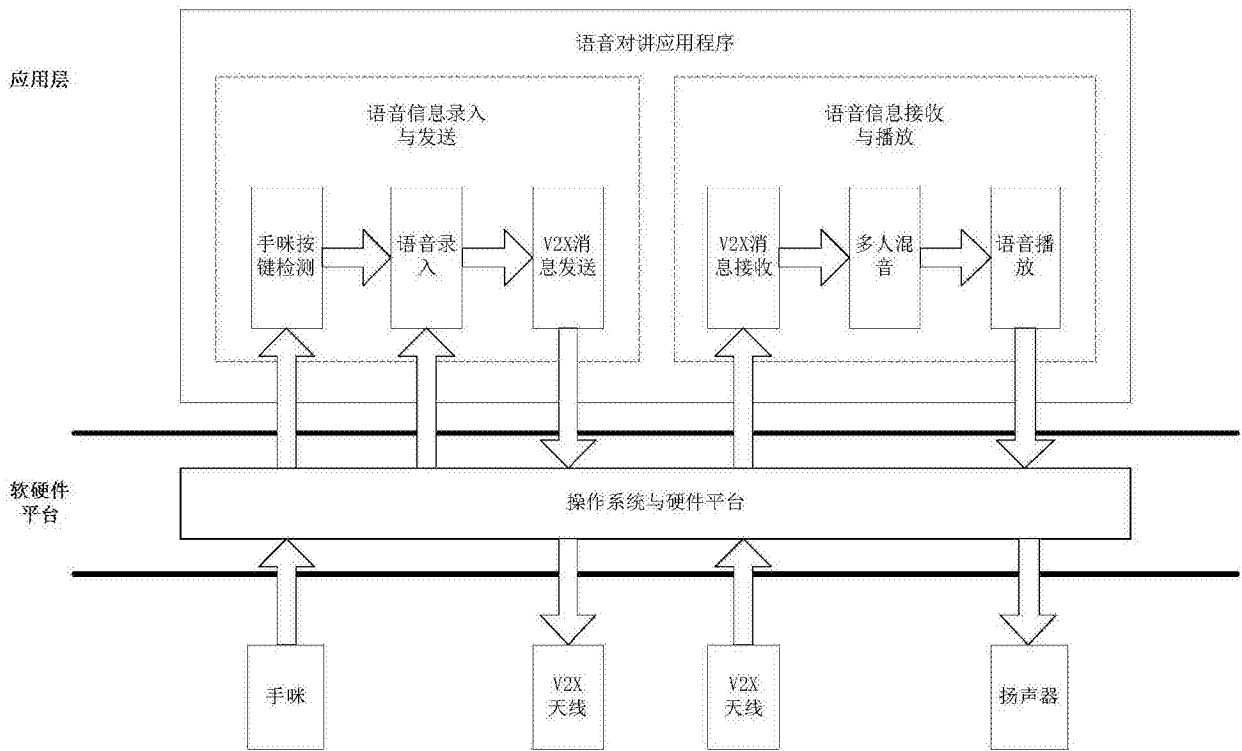 语音对讲应用程序
应用层
语音信息录入
与发送
语音信息接收
与播放
手咪按
键检测
语音录
入
V2X消
息发送
V2X消
息接收
多人混
音
语音播
放
软硬件
平台
操作系统与硬件平台
手咪
V2X
天线
V2X
天线
扬声器